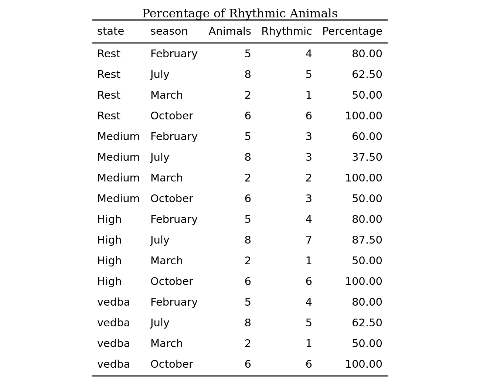 Percentage of Rhythmic Animals
state season Animals Rhythmic Percentage
Rest February 5 4 80.00
Rest July 8 5 62.50
Rest March 2 1 50.00
Rest October 6 6 100.00
Medium February 5 3 60.00
Medium July 8 3 37.50
Medium March 2 2 100.00
Medium October 6 3 50.00
High February 5 4 80.00
High July 8 7 87.50
High March 2 1 50.00
High October 6 6 100.00
vedba February 5 4 80.00
vedba July 8 5 62.50
vedba March 2 1 50.00
vedba October 6 6 100.00